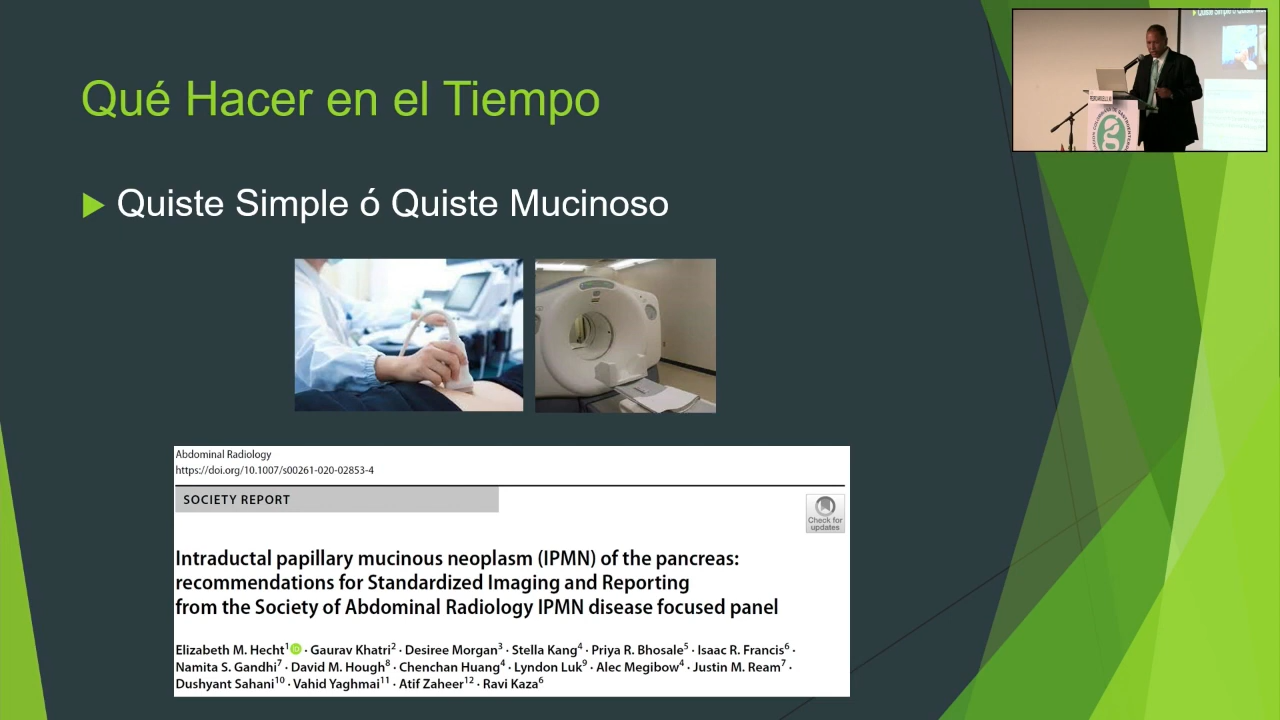 Qué Hacer en el Tiempo
Quiste Simple ó Quiste Mucinoso
Abdominal Radiology
https://doi.org/10.1007/s00261-020-02853-4
SOCIETY REPORT
Check for
updates
Intraductal papillary mucinous neoplasm (IPMN) of the pancreas:
recommendations for Standardized Imaging and Reporting
from the Society of Abdominal Radiology IPMN disease focused panel
Elizabeth M. Hecht1 · Gaurav Khatri2 · Desiree Morgan3 · Stella Kang4 · Priya R. Bhosale5 · Isaac R. Francis6 ·
Namita S. Gandhi7 · David M. Hough8 · Chenchan Huang4 · Lyndon Luk9 · Alec Megibow4 · Justin M. Ream7 ·
Dushyant Sahani10 · Vahid Yaghmai11 · Atif Zaheer12 · Ravi Kaza6